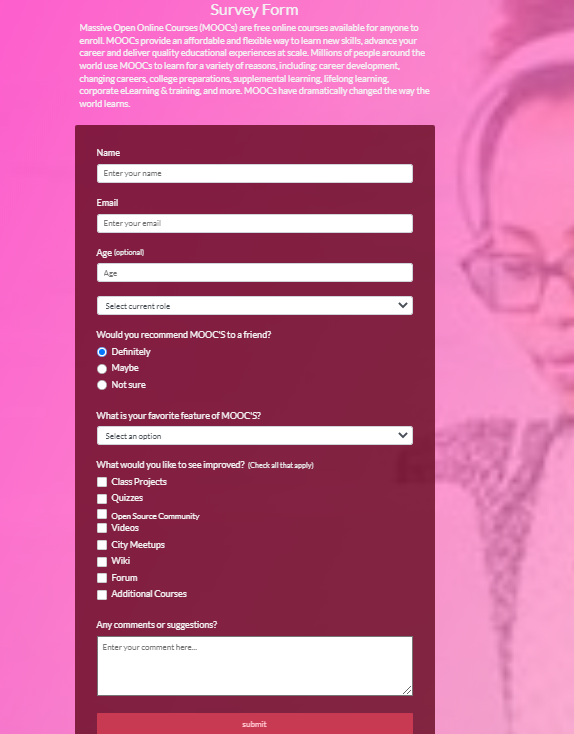 Survey Form
Massive Open Online Courses (MOOCs) are free online courses available for anyone to
enroll. MOOCs provide an affordable and flexible way to learn new skills, advance your
career and deliver quality educational experiences at scale. Millions of people around the
world use MOOCs to learn for a variety of reasons, including: career development,
changing careers, college preparations, supplemental learning, lifelong learning,
corporate eLearning & training, and more. MOOCs have dramatically changed the way the
world learns.
Name
Enter your name
Email
Enter your email
Age (optional)
Age
Select current role
Would you recommend MOOC'S to a friend?
Definitely
Maybe
Not sure
What is your favorite feature of MOOC'S?
Select an option
What would you like to see improved? (Check all that apply)
Class Projects
Quizzes
Open Source Community
Videos
City Meetups
Wiki
Forum
Additional Courses
Any comments or suggestions?
Enter your comment here...
submit